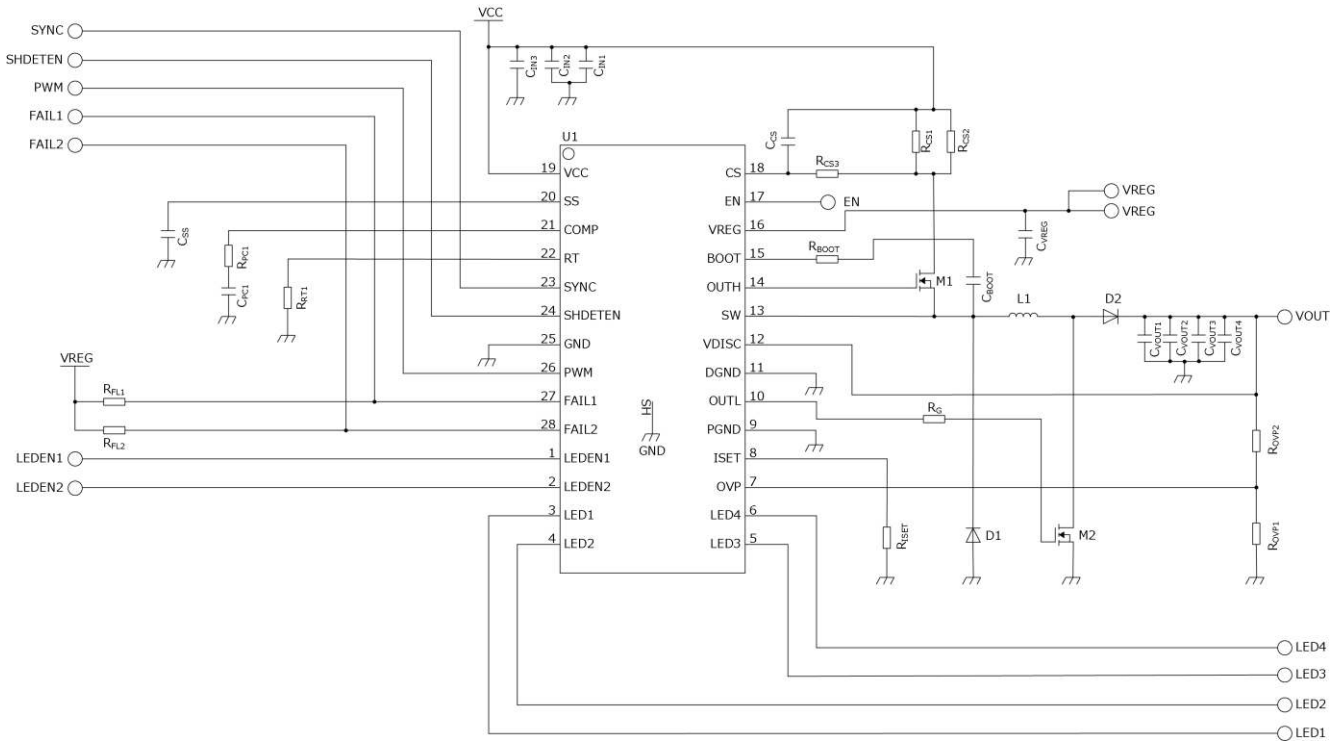 VCC
SYNC
SHDETEN
PWM
FAIL1
FAIL2
CIN3
CIN2
CIN1
CCS
RCS1
RCS2
RCS3
U1
19 VCC
20 SS
21 COMP
22 RT
23 SYNC
24 SHDETEN
25 GND
26 PWM
27 FAIL1
28 FAIL2
1 LEDEN1
2 LEDEN2
3 LED1
4 LED2
CS 18
EN 17
VREG 16
BOOT 15
OUTH 14
SW 13
VDISC 12
DGND 11
OUTL 10
PGND 9
ISET 8
OVP 7
LED4 6
LED3 5
SH
GND
EN
VREG
VREG
CVREG
RBOOT
CBOOT
M1
L1
D2
CVOUT1
CVOUT2
CVOUT3
CVOUT4
VOUT
CSS
RPC1
CPC1
RRT1
VREG
RFL1
RFL2
LEDEN1
LEDEN2
RG
ROVP2
ROVP1
RISET
D1
M2
LED4
LED3
LED2
LED1